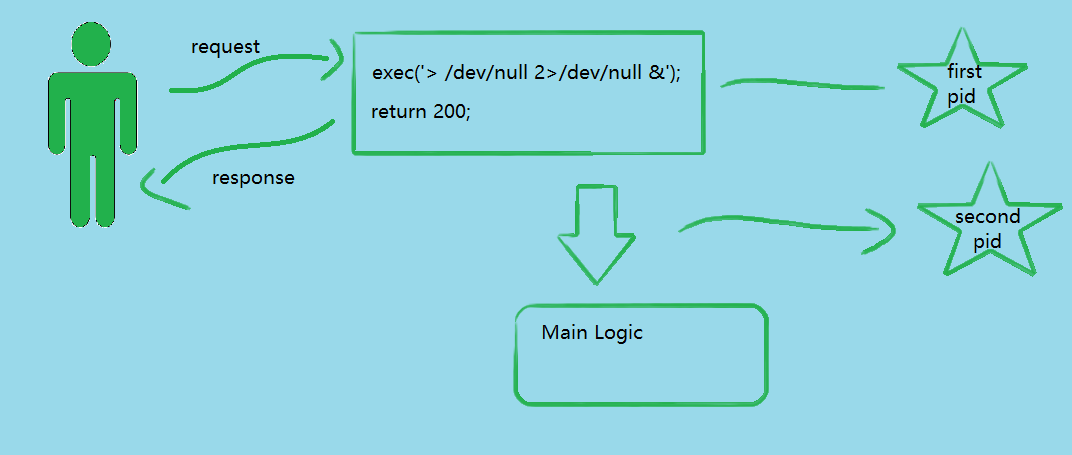 request
exec('> /dev/null 2>/dev/null &');
return 200;
response
first
pid
second
pid
Main Logic